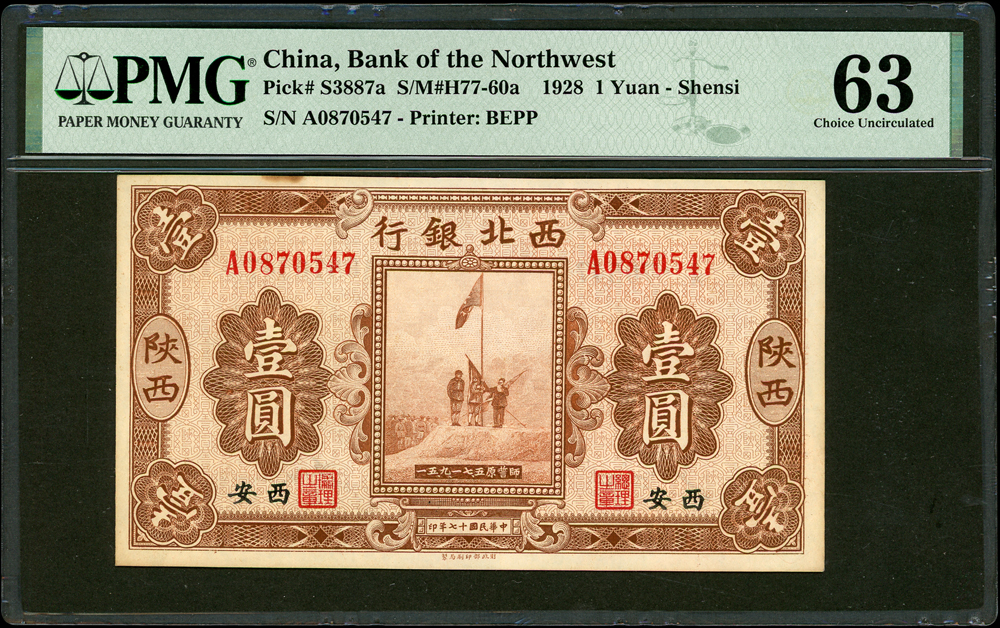 PMG®
PAPER MONEY GUARANTY
China, Bank of the Northwest
Pick# S3887a S/M#H77-60a 1928 1 Yuan - Shensi
S/N A0870547 - Printer: BEPP
63
Choice Uncirculated
壹 壹
行銀北西
A0870547 A0870547
陝西
陝西
壹圓
壹圓
一五九一七五原誓師
安西
安西
印年七十國民華中